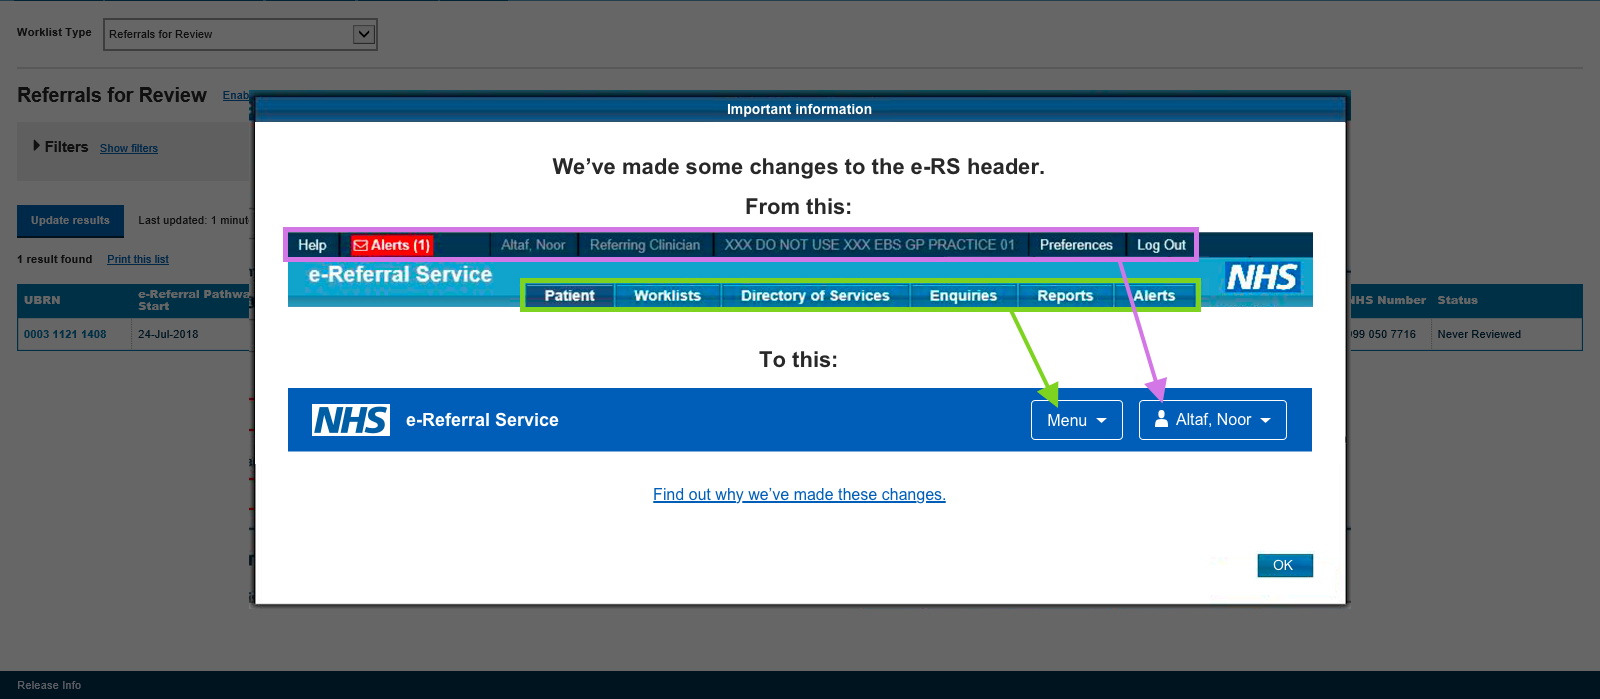 Worklist Type
Referrals for Review
Referrals for Review
Filters Show filters
Update results Last updated: 1
1 result found Print this list
UBRN e-Referral
Start
NHS Number Status
0003 1121 1408 24-Jul-2018
050 7716 Never Reviewed
Important information
We’ve made some changes to the e-RS header.
From this:
Help Alerts (1) Altaf, Noor Referring Clinician XXX DO NOT USE XXX EBS GP PRACTICE 01 Preferences Log Out
e-Referral Service NHS
Patient Worklists Directory of Services Enquiries Reports Alerts
To this:
NHS e-Referral Service Menu Altaf, Noor
Find out why we’ve made these changes.
OK
Release Info